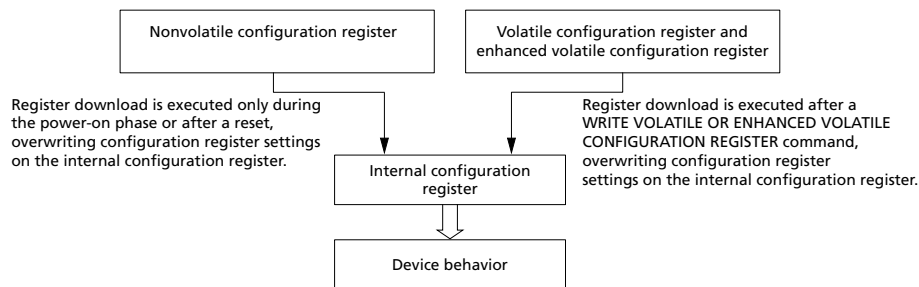 Nonvolatile configuration register
Volatile configuration register and
enhanced volatile configuration register
Register download is executed only during
the power-on phase or after a reset,
overwriting configuration register settings
on the internal configuration register.
Register download is executed after a
WRITE VOLATILE OR ENHANCED VOLATILE
CONFIGURATION REGISTER command,
overwriting configuration register
settings on the internal configuration register.
Internal configuration
register
Device behavior